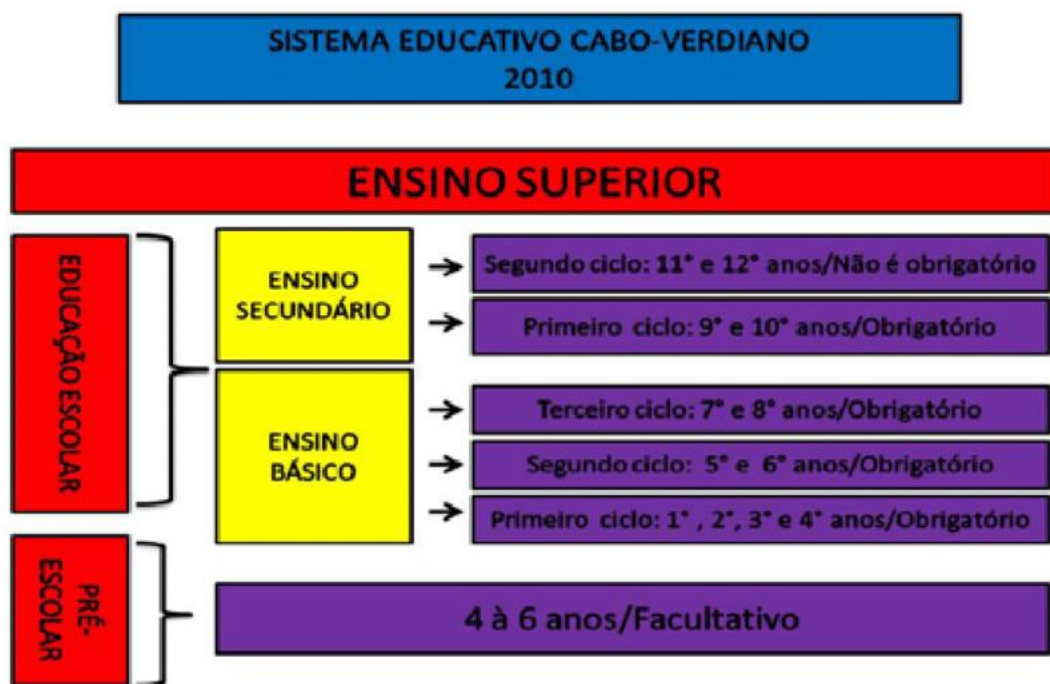 SISTEMA EDUCATIVO CABO-VERDIANO
2010
ENSINO SUPERIOR
EDUCAÇÃO ESCOLAR
ENSINO
SECUNDÁRIO
Segundo ciclo: 11° e 12° anos/Não é obrigatório
Primeiro ciclo: 9° e 10° anos/Obrigatório
ENSINO
BÁSICO
Terceiro ciclo: 7° e 8° anos/Obrigatório
Segundo ciclo: 5° e 6° anos/Obrigatório
Primeiro ciclo: 1° , 2°, 3° e 4° anos/Obrigatório
PRÉ-
ESCOLAR
4 à 6 anos/Facultativo